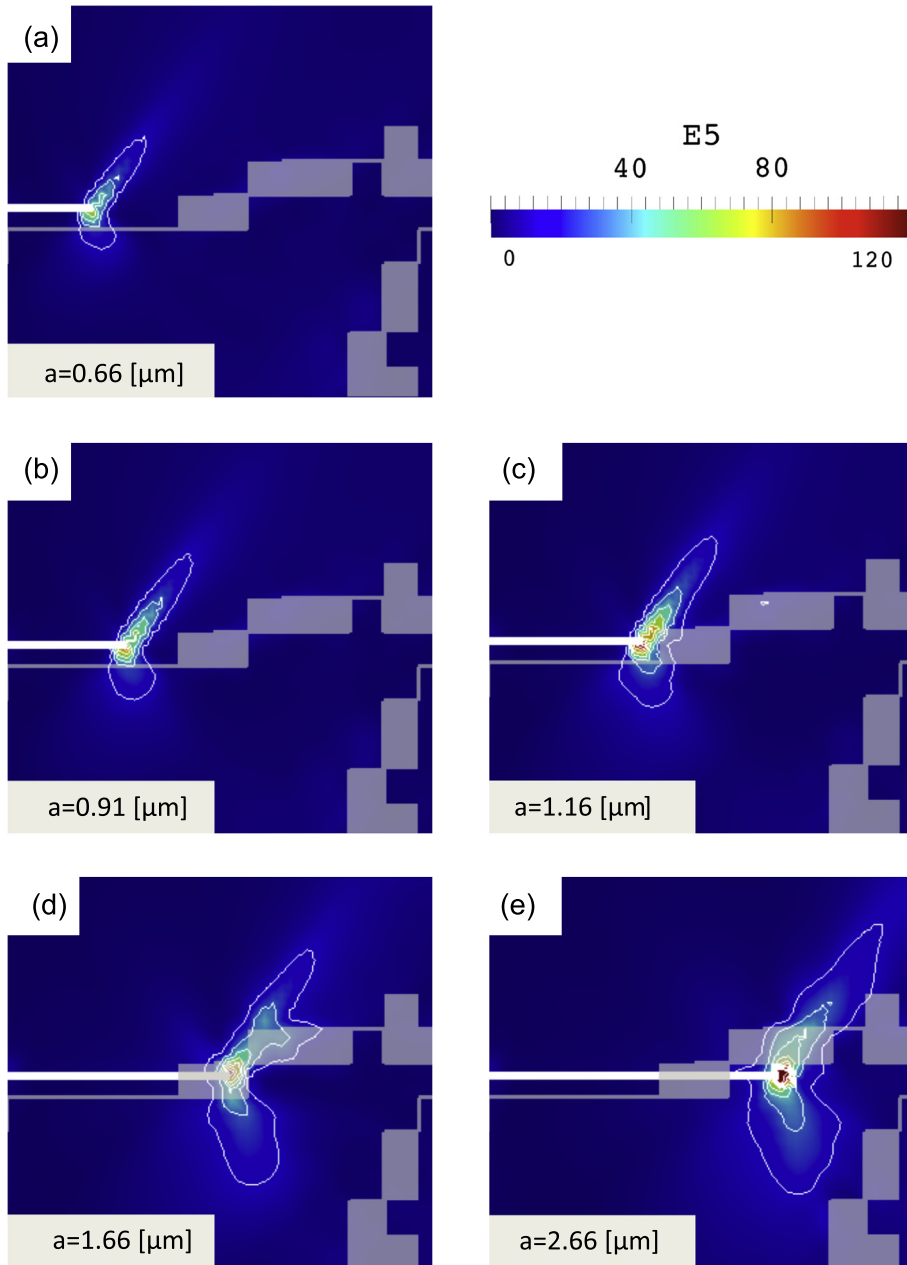 (a)
E5
40 80
0 120
a=0.66 [µm]
(b)
(c)
a=0.91 [µm]
a=1.16 [µm]
(d)
(e)
a=1.66 [µm]
a=2.66 [µm]